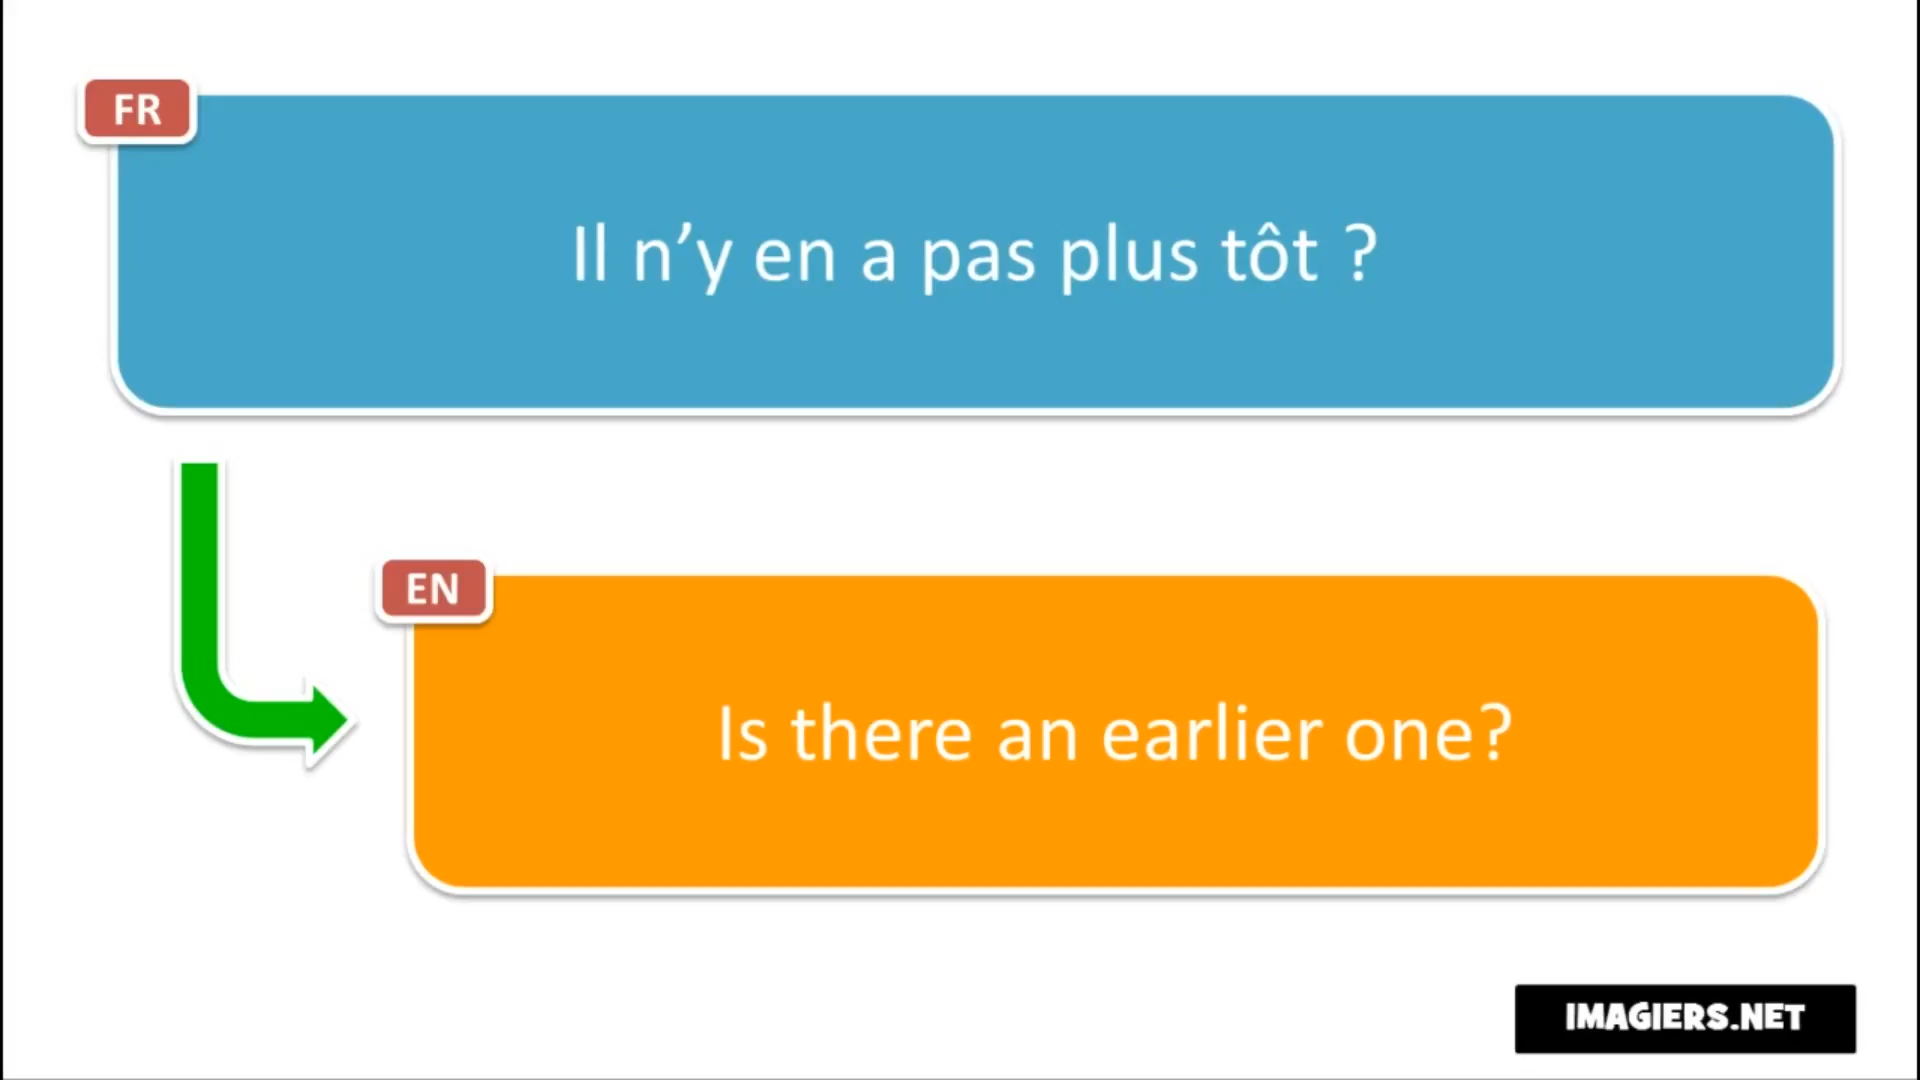 FR
Il n’y en a pas plus tôt ?
EN
Is there an earlier one?
IMAGIERS.NET